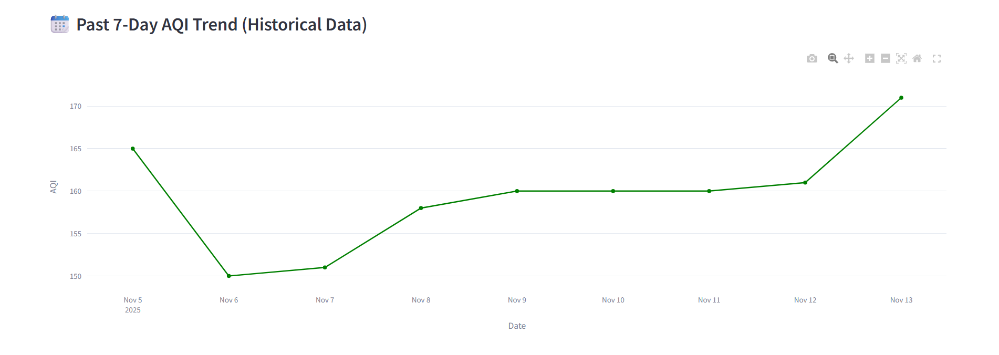 Past 7-Day AQI Trend (Historical Data)
170
165
160
155
150
AQI
Nov 5
2025
Nov 6
Nov 7
Nov 8
Nov 9
Nov 10
Nov 11
Nov 12
Nov 13
Date